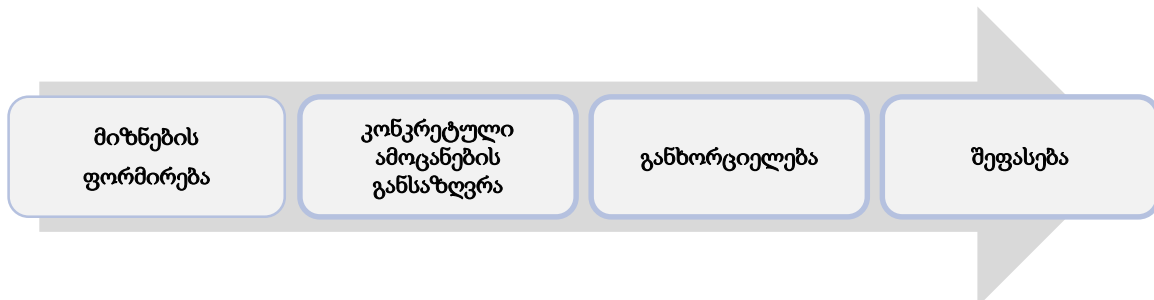 მიზნების
ფორმირება
კონკრეტული
ამოცანების
განსაზღვრა
განხორციელება
შეფასება